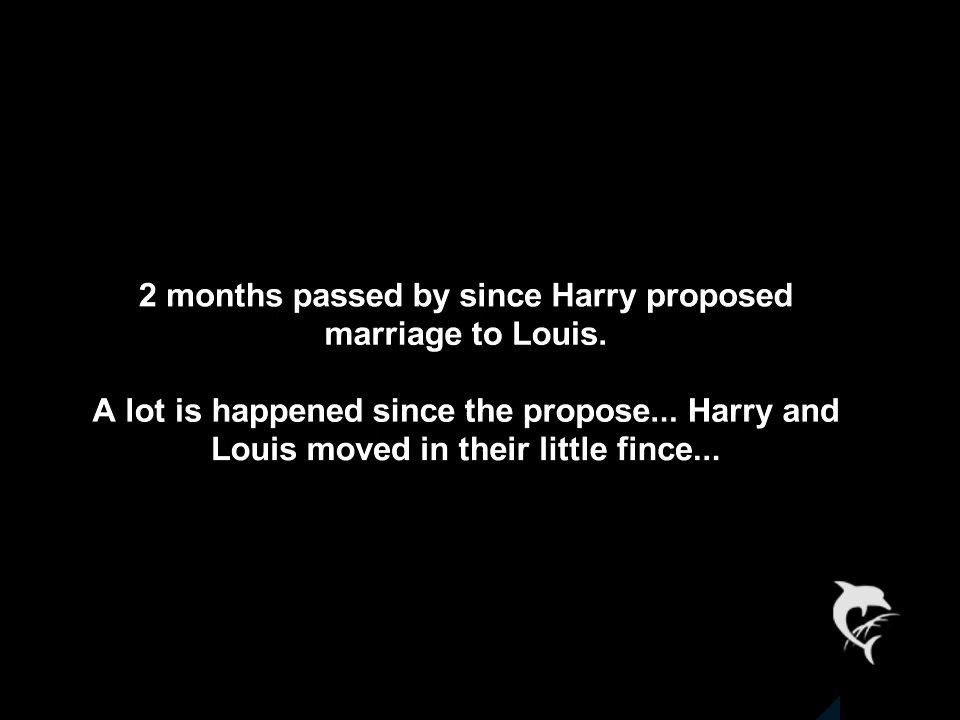 2 months passed by since Harry proposed
marriage to Louis.
A lot is happened since the propose... Harry and
Louis moved in their little fince...